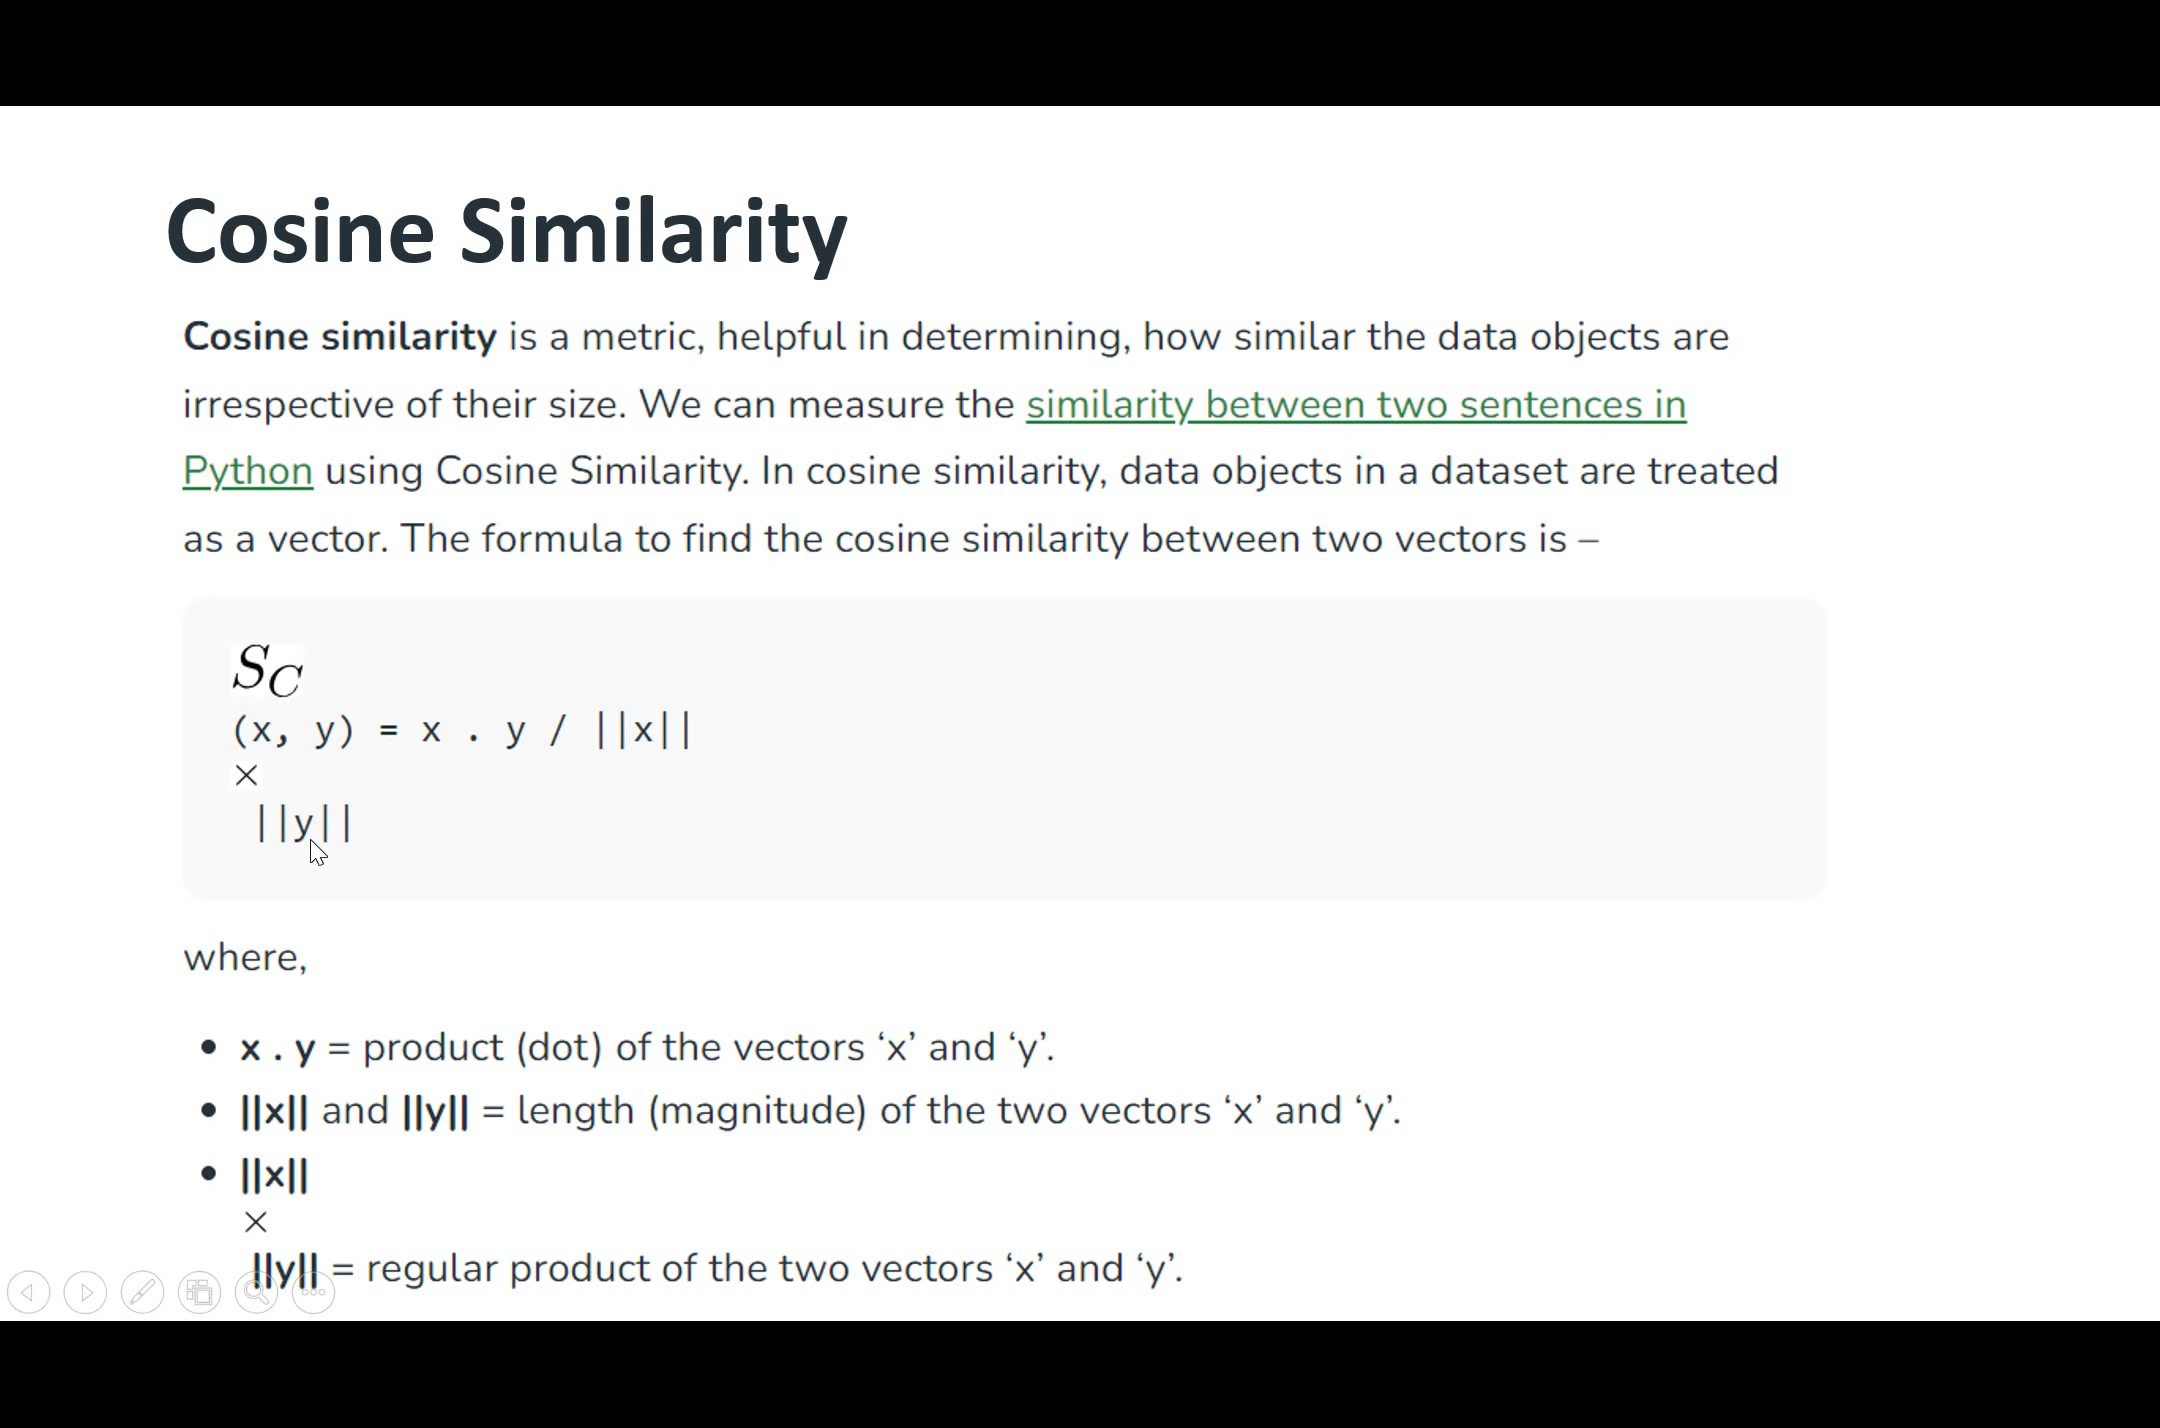 Cosine Similarity
Cosine similarity is a metric, helpful in determining, how similar the data objects are
irrespective of their size. We can measure the similarity between two sentences in
Python using Cosine Similarity. In cosine similarity, data objects in a dataset are treated
as a vector. The formula to find the cosine similarity between two vectors is –
S_C
(x, y) = x . y / ||x||
×
||y||
where,
• x . y = product (dot) of the vectors ‘x’ and ‘y’.
• ||x|| and ||y|| = length (magnitude) of the two vectors ‘x’ and ‘y’.
• ||x||
×
||y|| = regular product of the two vectors ‘x’ and ‘y’.